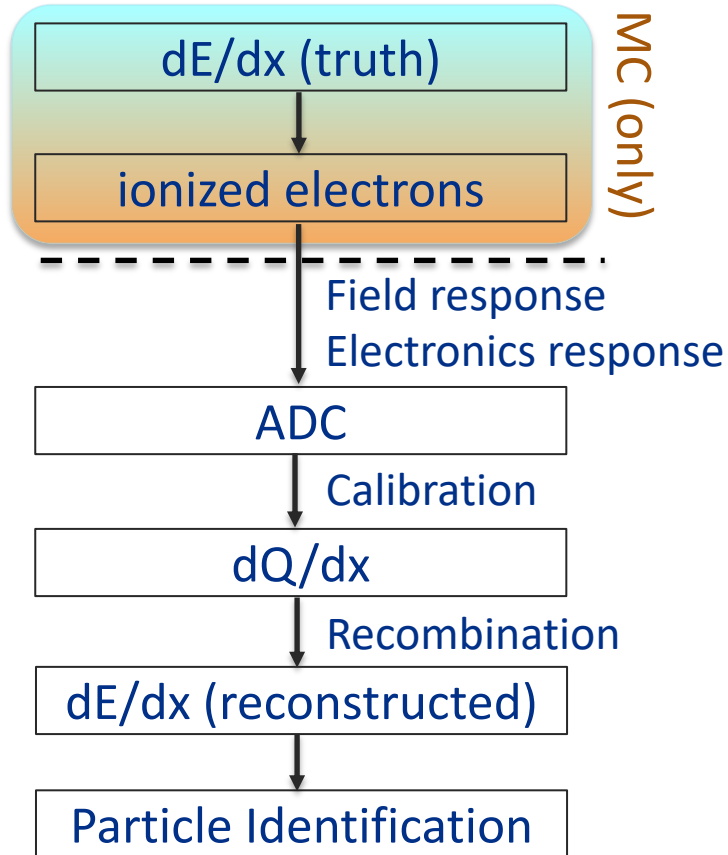 dE/dx (truth)
ionized electrons
MC (only)
Field response
Electronics response
ADC
Calibration
dQ/dx
Recombination
dE/dx (reconstructed)
Particle Identification